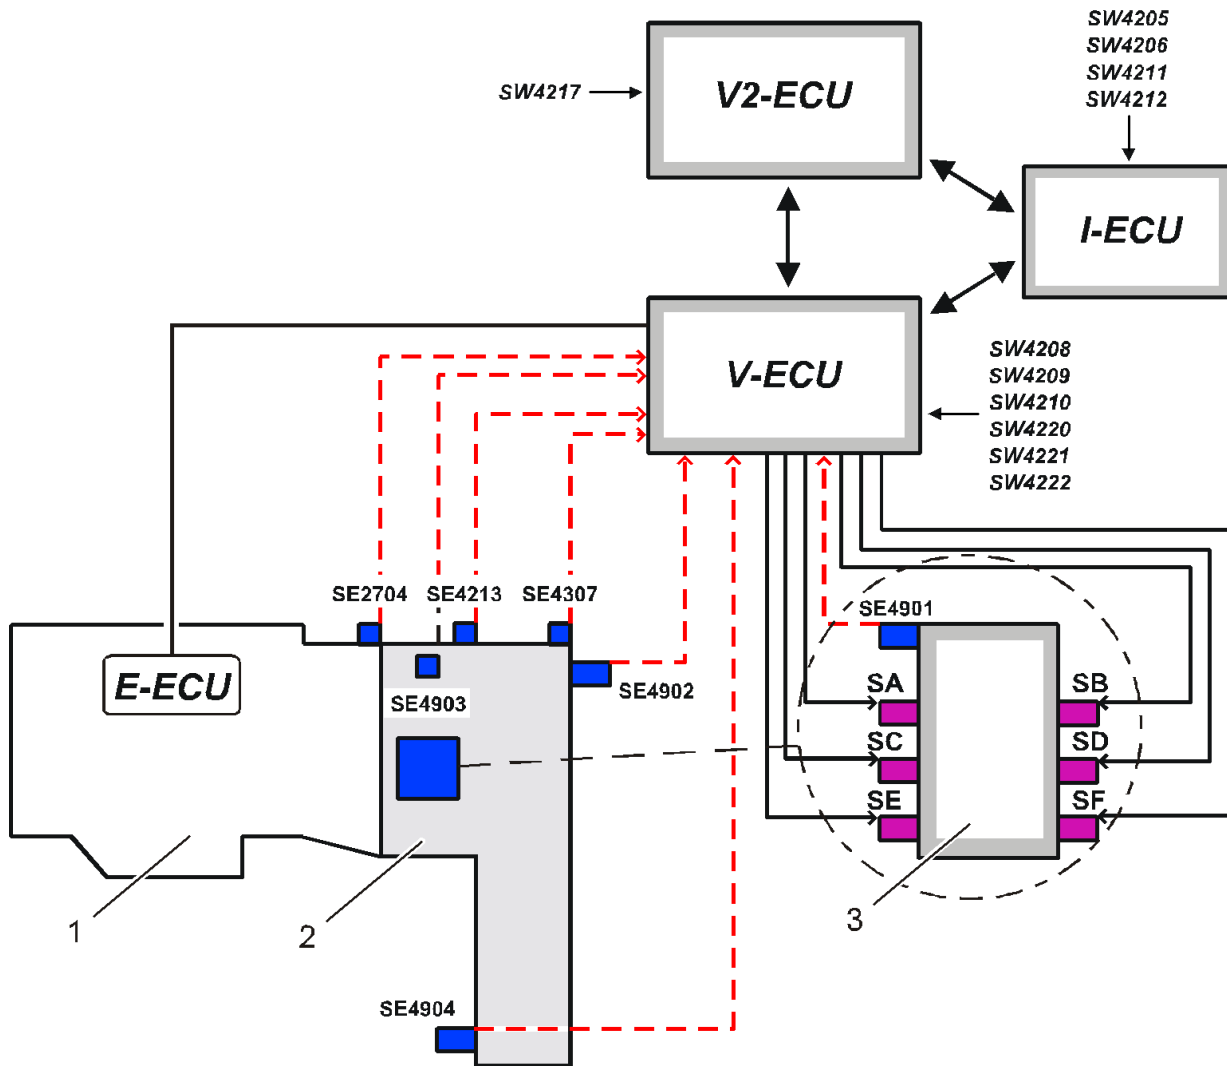 SW4205
SW4206
SW4211
SW4212
SW4217
V2-ECU
I-ECU
V-ECU
SW4208
SW4209
SW4210
SW4220
SW4221
SW4222
SE2704 SE4213 SE4307
SE4901
E-ECU
SE4903
SE4902
SA SB
SC SD
SE SF
1
2
3
SE4904